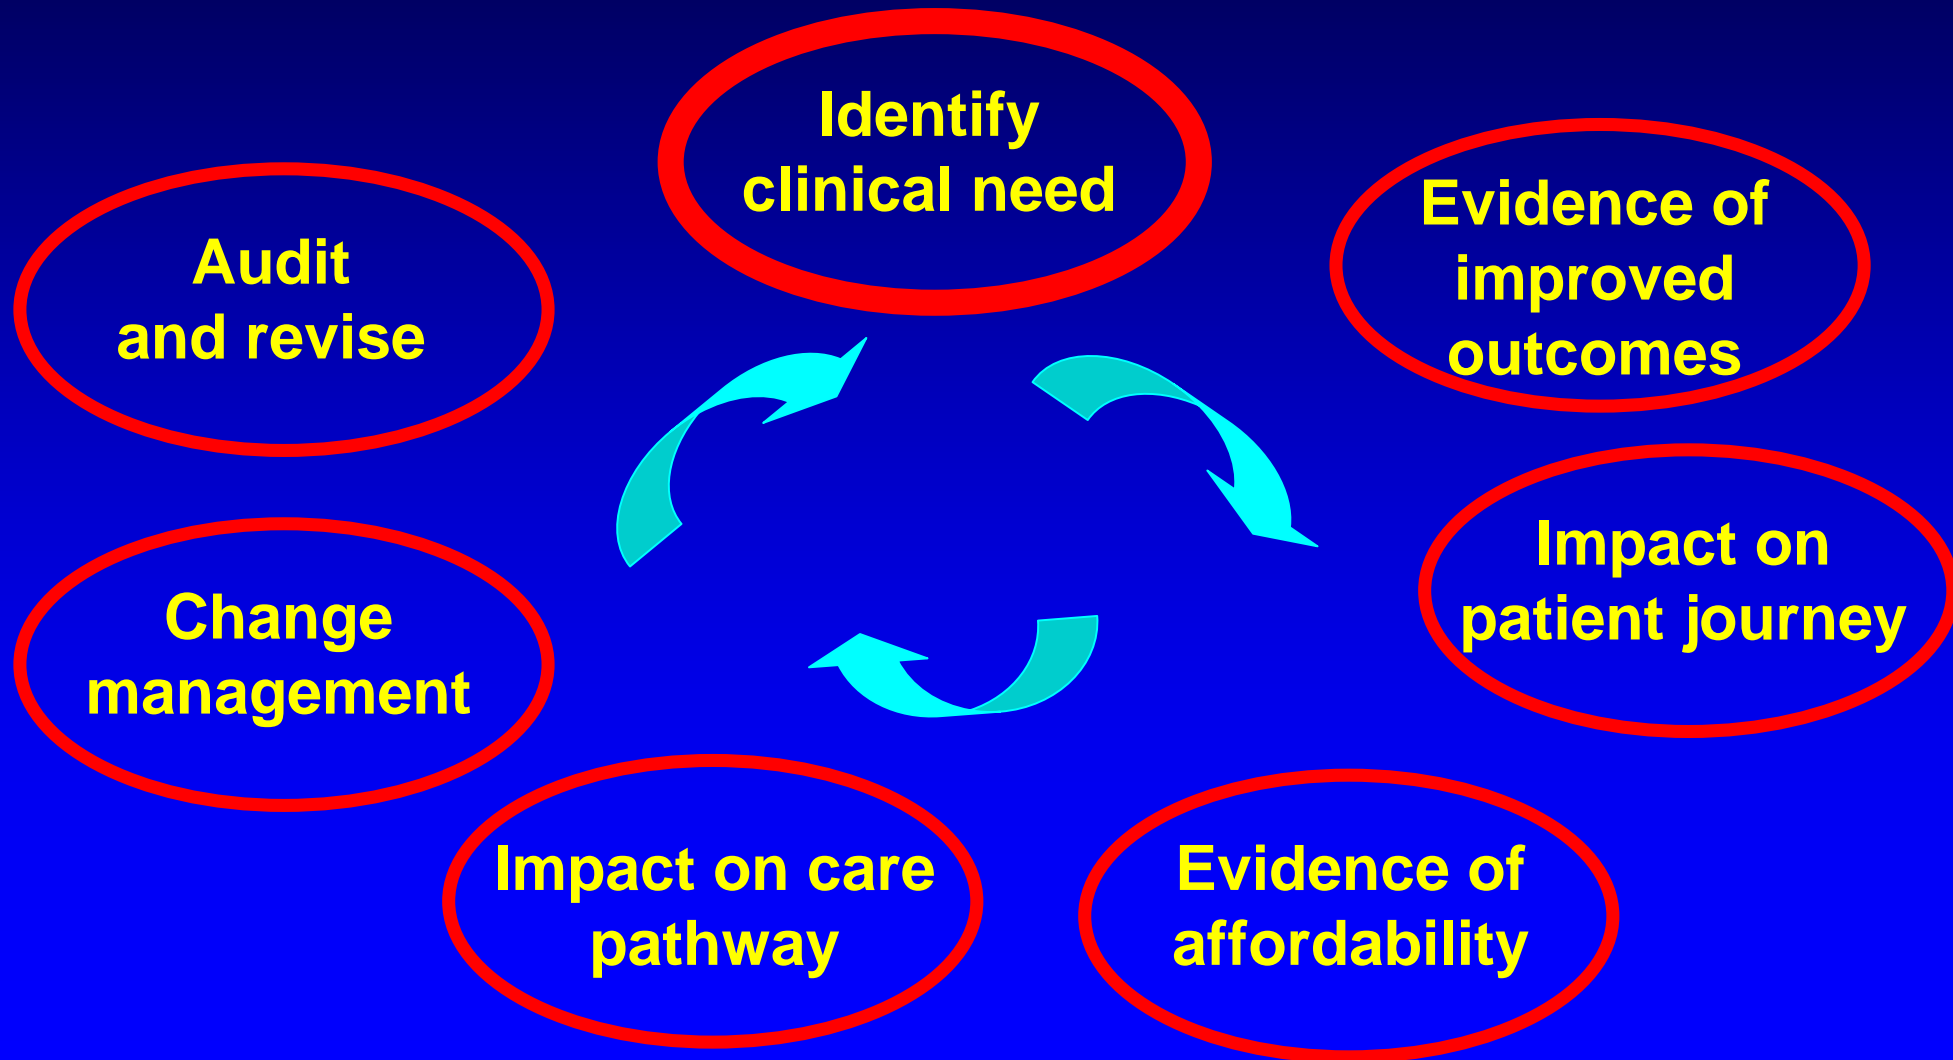 Identify
clinical need
Evidence of
improved
outcomes
Impact on
patient journey
Evidence of
affordability
Impact on care
pathway
Change
management
Audit
and revise